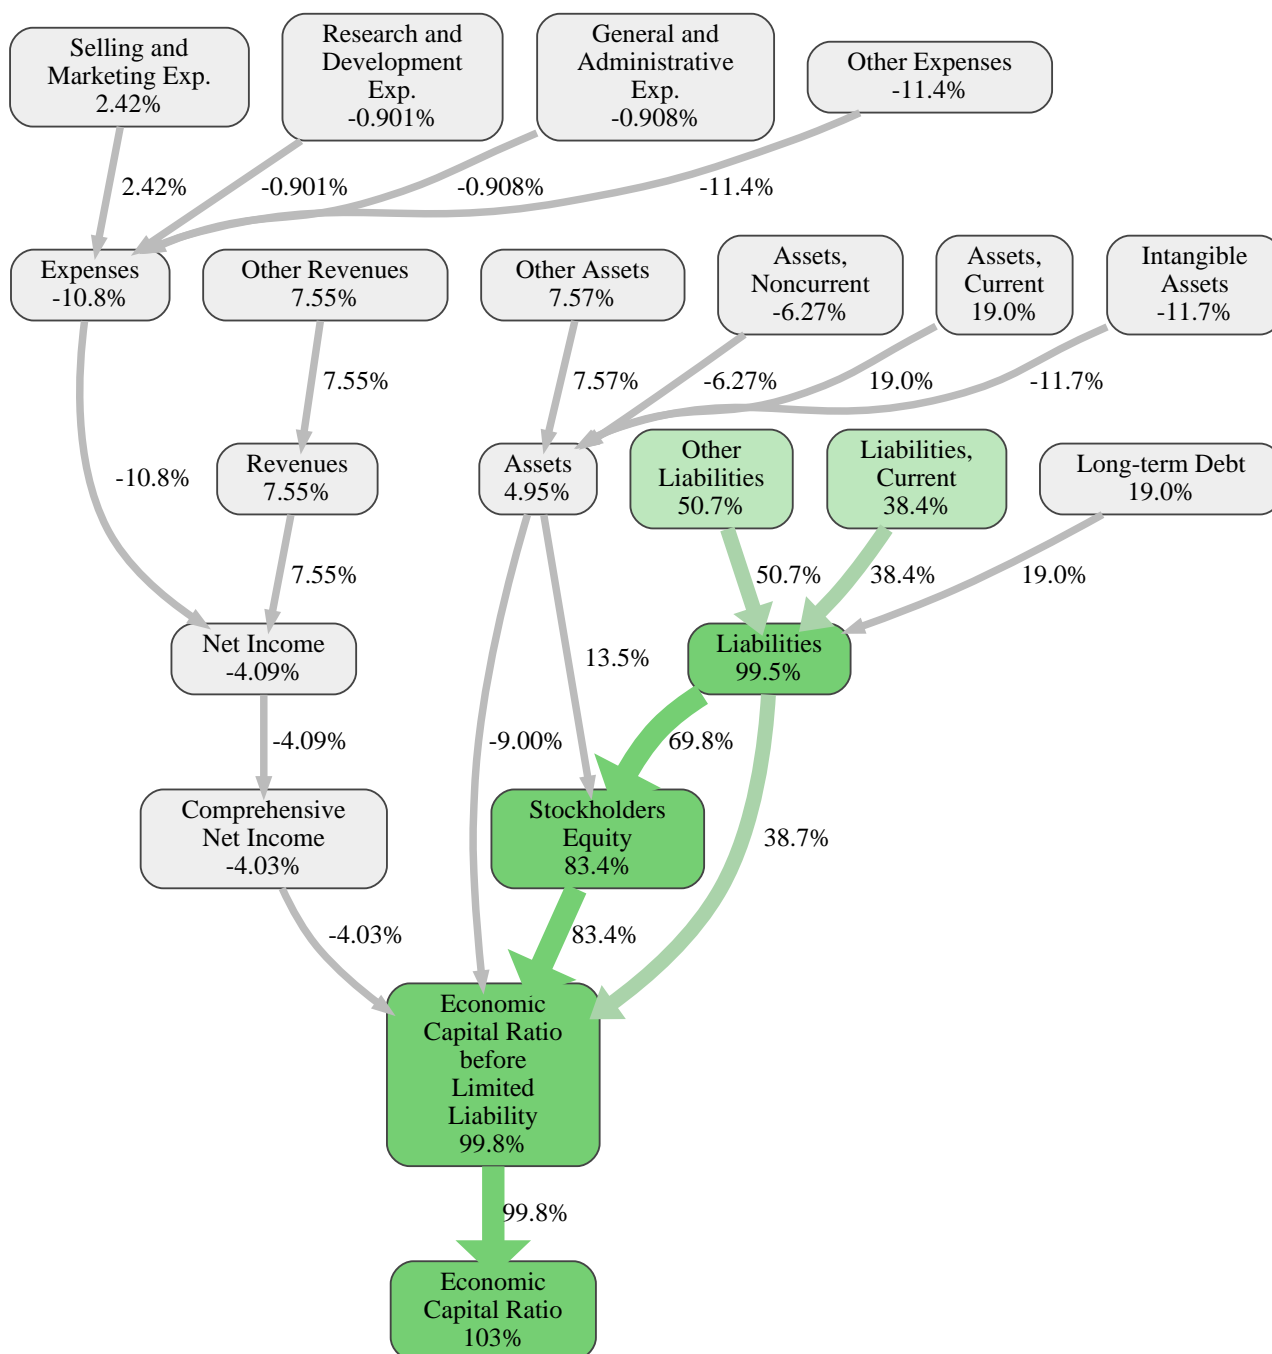 Selling and
Marketing Exp.
2.42%
Research and
Development
Exp.
-0.901%
General and
Administrative
Exp.
-0.908%
Other Expenses
-11.4%
2.42%
-0.901%
-0.908%
-11.4%
Expenses
-10.8%
Other Revenues
7.55%
Other Assets
7.57%
Assets,
Noncurrent
-6.27%
Assets,
Current
19.0%
Intangible
Assets
-11.7%
7.55%
7.57%
-6.27%
19.0%
-11.7%
-10.8%
Revenues
7.55%
Assets
4.95%
Other
Liabilities
50.7%
Liabilities,
Current
38.4%
Long-term Debt
19.0%
7.55%
50.7%
38.4%
19.0%
Net Income
-4.09%
13.5%
Liabilities
99.5%
-4.09%
-9.00%
69.8%
Comprehensive
Net Income
-4.03%
Stockholders
Equity
83.4%
38.7%
-4.03%
83.4%
Economic
Capital Ratio
before
Limited
Liability
99.8%
99.8%
Economic
Capital Ratio
103%